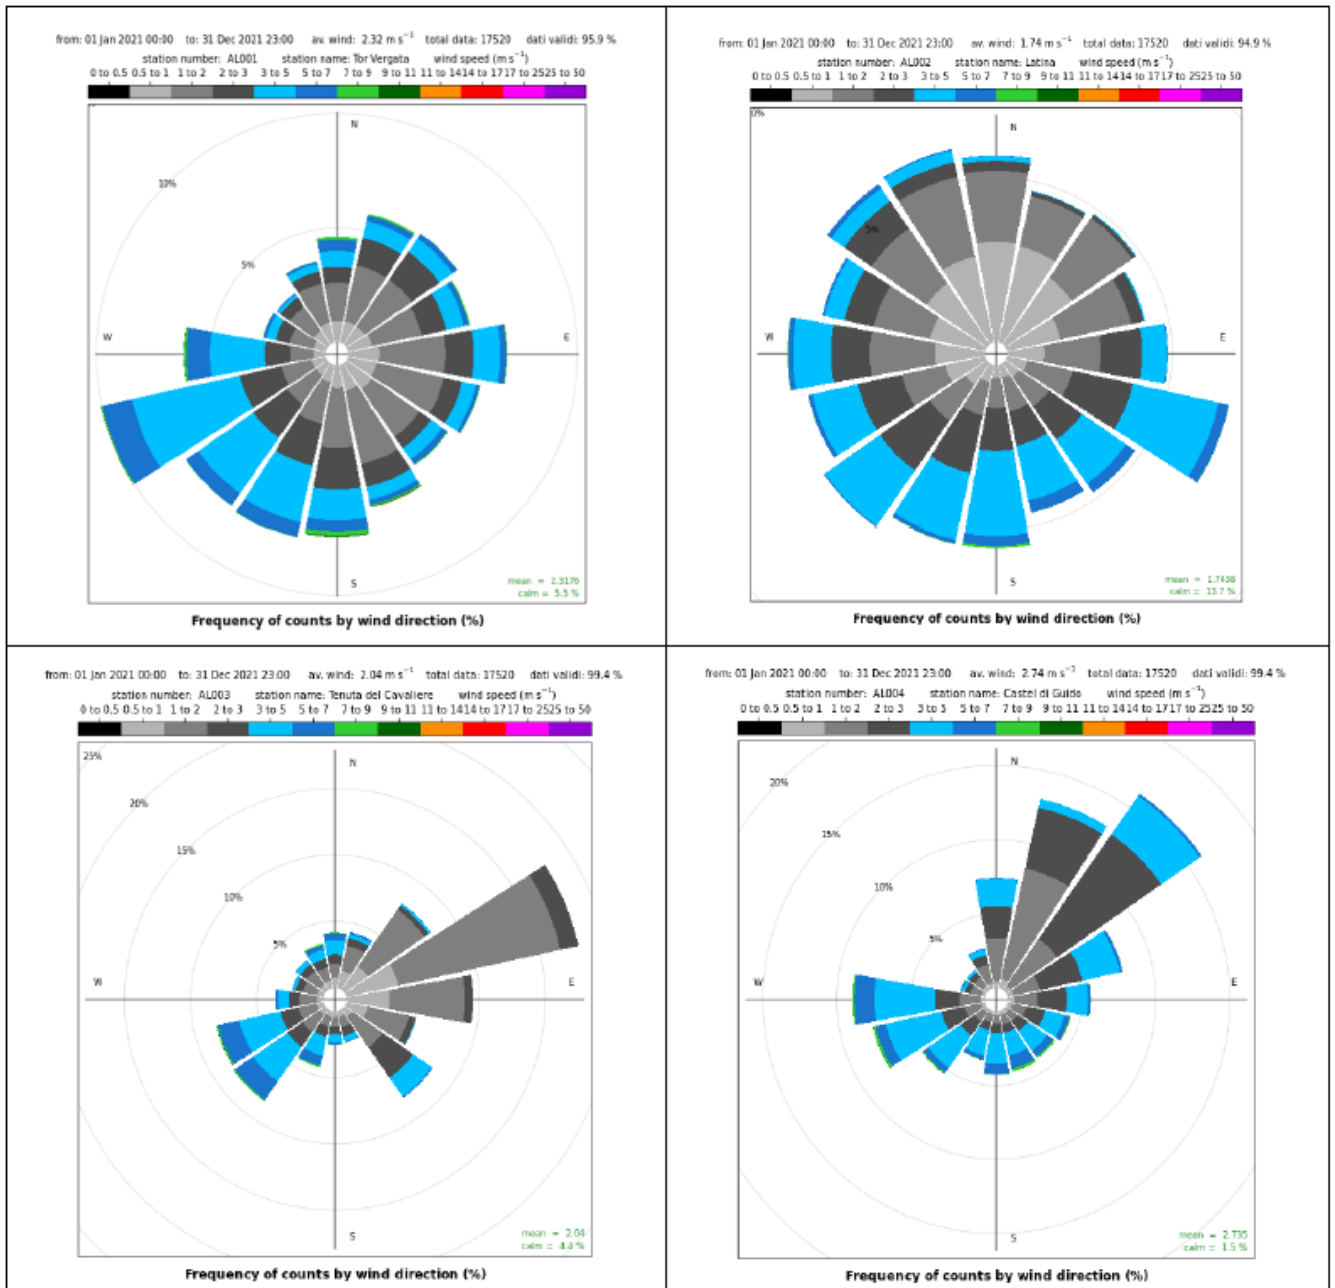 from: 01 Jan 2021 00:00 to: 31 Dec 2021 23:00 av. wind: 2.32 m s−1 total data: 17520 dati validi: 95.9 %
station number: AL001 station name: Tor Vergata wind speed (m s−1)
0 to 0.5 0.5 to 1 1 to 2 2 to 3 3 to 5 5 to 7 7 to 9 9 to 11 11 to 14 14 to 17 17 to 25 25 to 50
N
10%
5%
W
E
S
mean = 2.3176
calm = 5.5 %
Frequency of counts by wind direction (%)
from: 01 Jan 2021 00:00 to: 31 Dec 2021 23:00 av. wind: 1.74 m s−1 total data: 17520 dati validi: 94.9 %
station number: AL002 station name: Latina wind speed (m s−1)
0 to 0.5 0.5 to 1 1 to 2 2 to 3 3 to 5 5 to 7 7 to 9 9 to 11 11 to 14 14 to 17 17 to 25 25 to 50
0%
N
5%
W
E
S
mean = 1.7436
calm = 13.7 %
Frequency of counts by wind direction (%)
from: 01 Jan 2021 00:00 to: 31 Dec 2021 23:00 av. wind: 2.04 m s−1 total data: 17520 dati validi: 99.4 %
station number: AL003 station name: Tenuta del Cavaliere wind speed (m s−1)
0 to 0.5 0.5 to 1 1 to 2 2 to 3 3 to 5 5 to 7 7 to 9 9 to 11 11 to 14 14 to 17 17 to 25 25 to 50
25%
N
20%
15%
10%
5%
W
E
S
mean = 2.04
calm = 4.4 %
Frequency of counts by wind direction (%)
from: 01 Jan 2021 00:00 to: 31 Dec 2021 23:00 av. wind: 2.74 m s−1 total data: 17520 dati validi: 99.4 %
station number: AL004 station name: Castel di Guido wind speed (m s−1)
0 to 0.5 0.5 to 1 1 to 2 2 to 3 3 to 5 5 to 7 7 to 9 9 to 11 11 to 14 14 to 17 17 to 25 25 to 50
N
20%
15%
10%
5%
W
E
S
mean = 2.735
calm = 1.5 %
Frequency of counts by wind direction (%)